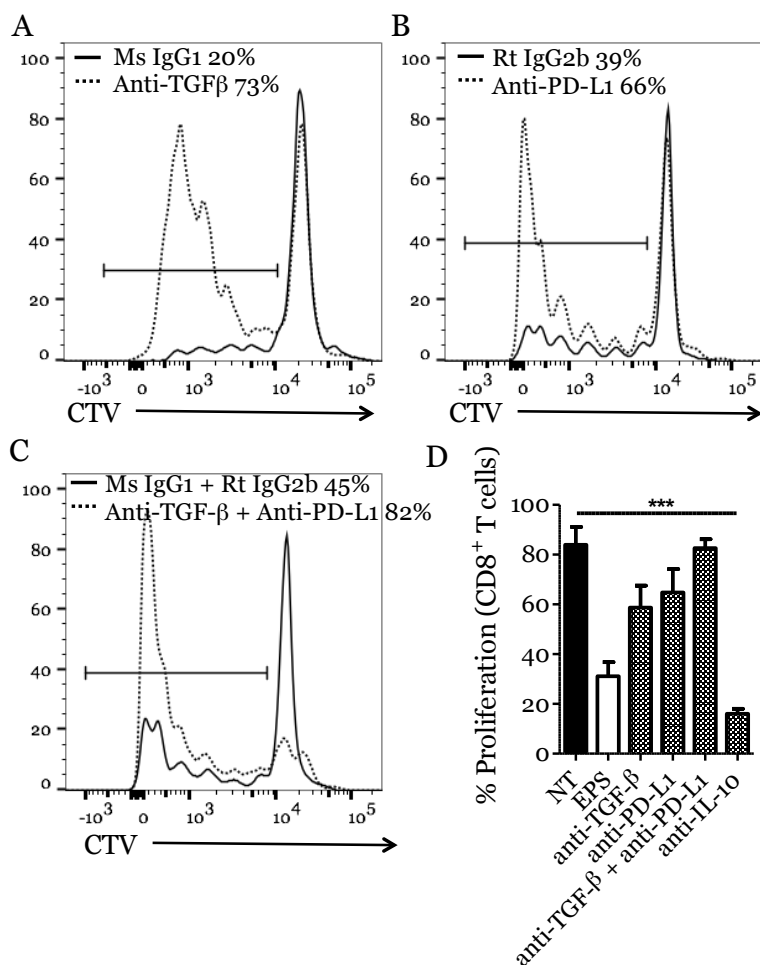 A
Ms IgG1 20%
Anti-TGFβ 73%
100
80
60
40
20
0
-10³ 0 10³ 10⁴ 10⁵
CTV
B
Rt IgG2b 39%
Anti-PD-L1 66%
100
80
60
40
20
0
-10³ 0 10³ 10⁴ 10⁵
CTV
C
Ms IgG1 + Rt IgG2b 45%
Anti-TGF-β + Anti-PD-L1 82%
100
80
60
40
20
0
-10³ 0 10³ 10⁴ 10⁵
CTV
D
% Proliferation (CD8⁺ T cells)
100
80
60
40
20
0
***
NT
EPS
anti-TGF-β
anti-PD-L1
anti-TGF-β + anti-PD-L1
anti-IL-10